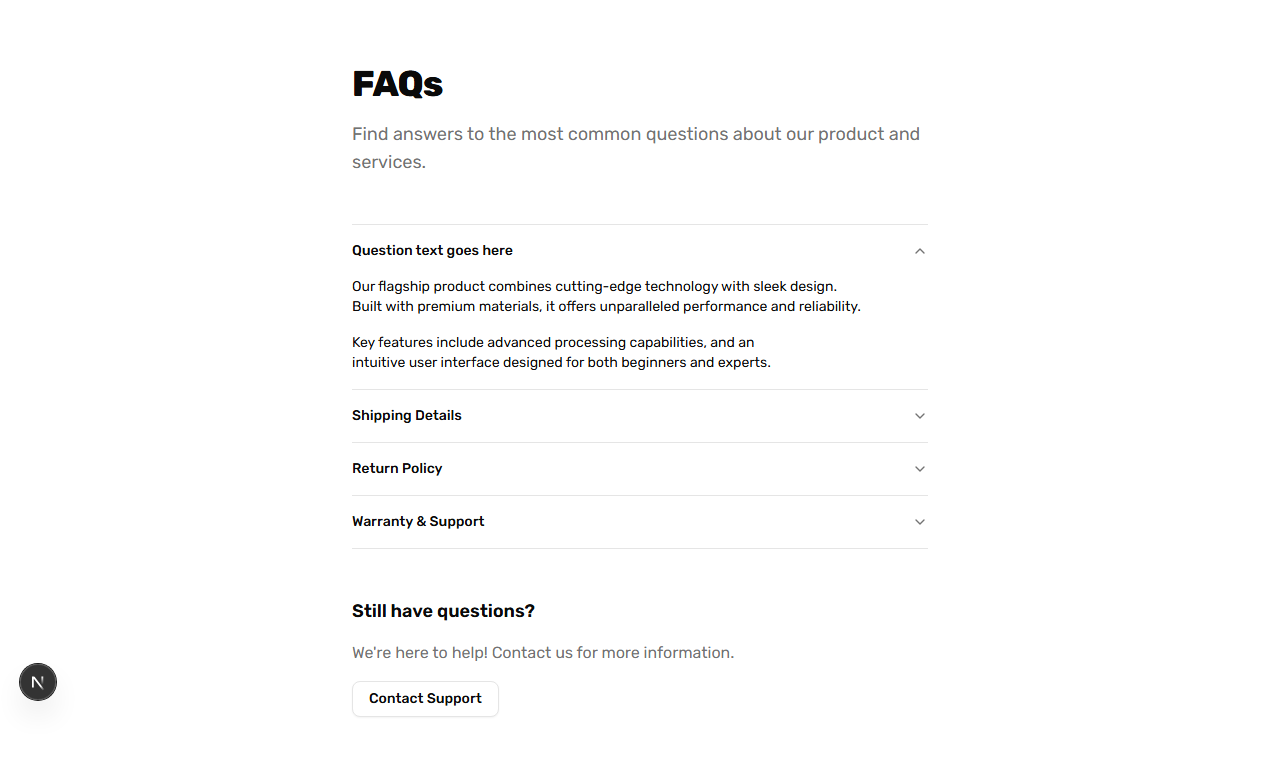 FAQs
Find answers to the most common questions about our product and
services.
Question text goes here
Our flagship product combines cutting-edge technology with sleek design.
Built with premium materials, it offers unparalleled performance and reliability.
Key features include advanced processing capabilities, and an
intuitive user interface designed for both beginners and experts.
Shipping Details
Return Policy
Warranty & Support
Still have questions?
We're here to help! Contact us for more information.
N
Contact Support